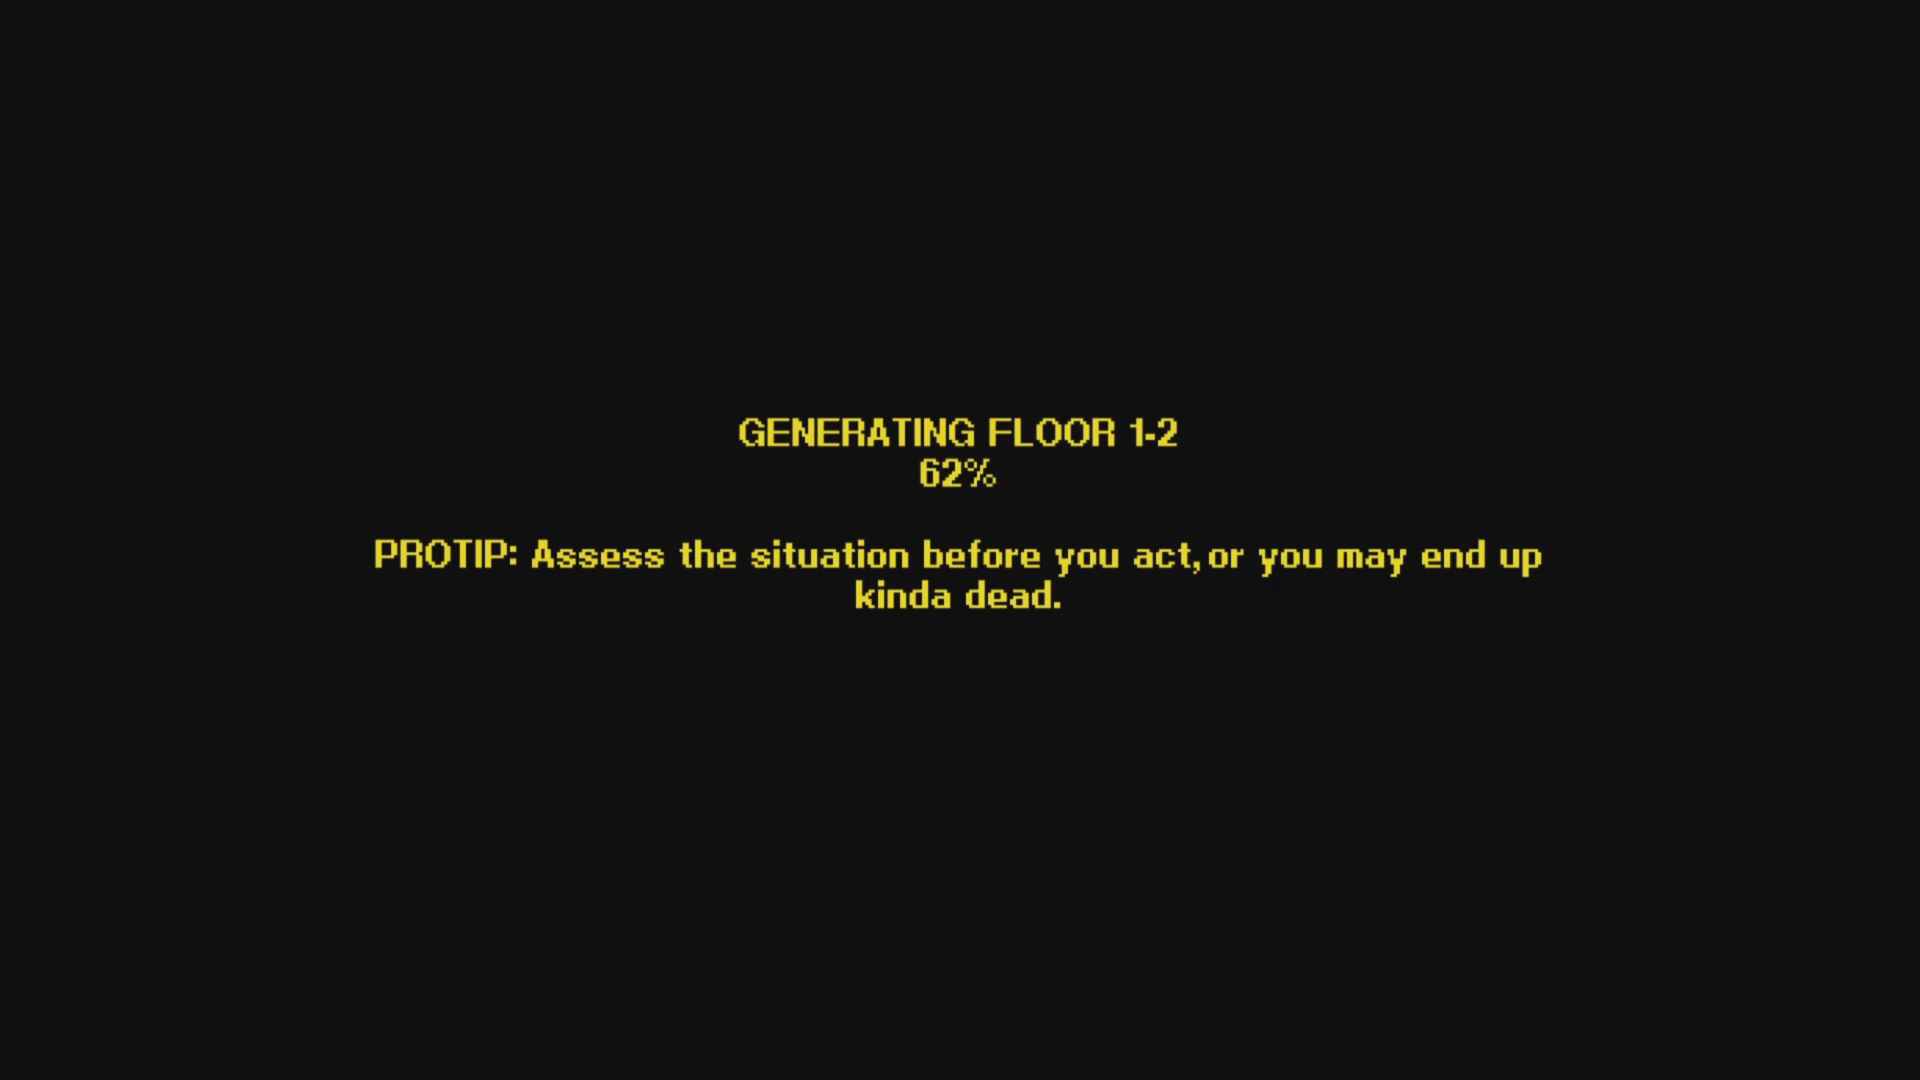 GENERATING FLOOR 1-2
62%
PROTIP: Assess the situation before you act, or you may end up
kinda dead.